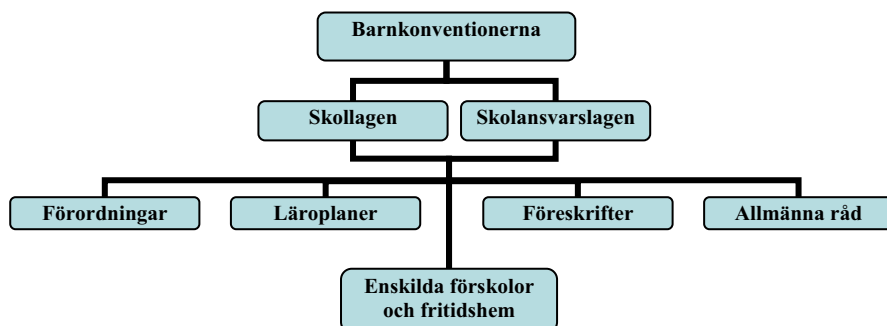 Barnkonventionerna
Skollagen
Skolansvarslagen
Förordningar
Läroplaner
Föreskrifter
Allmänna råd
Enskilda förskolor
och fritidshem